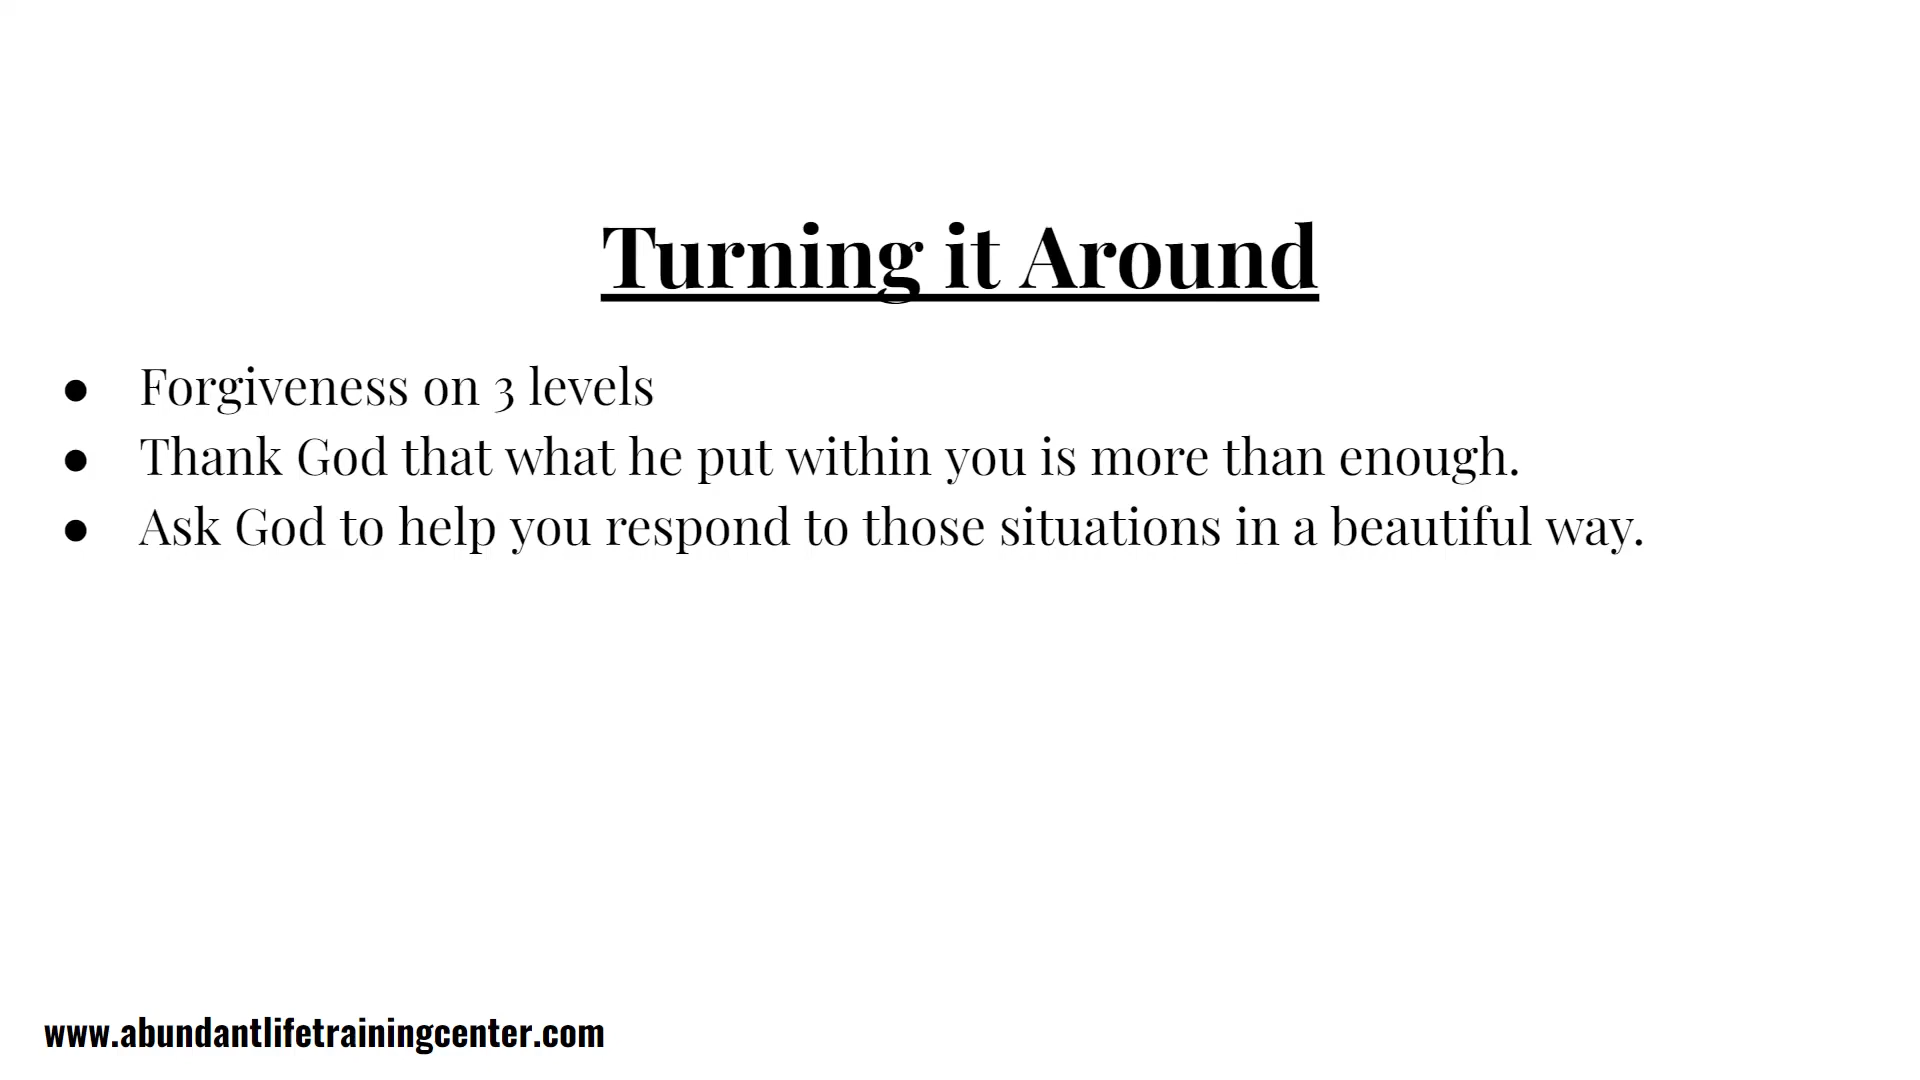 Turning it Around
● Forgiveness on 3 levels
● Thank God that what he put within you is more than enough.
● Ask God to help you respond to those situations in a beautiful way.
www.abundantlifetrainingcenter.com